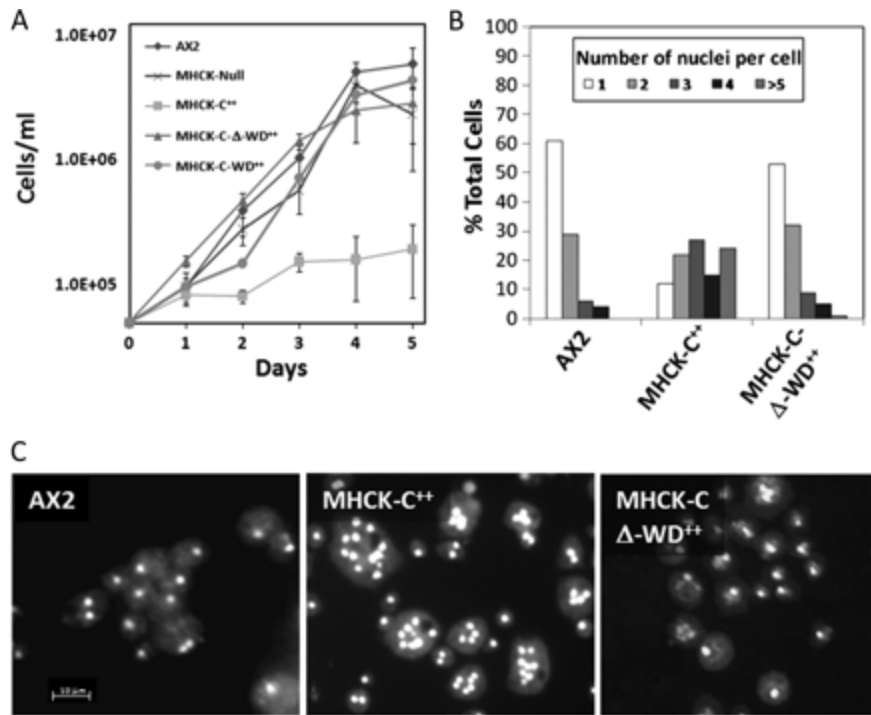 A
1.0E+07
1.0E+06
1.0E+05
Cells/ml
AX2
MHCK-Null
MHCK-C++
MHCK-C-Δ-WD++
MHCK-C-WD++
0 1 2 3 4 5
Days
B
100
90
80
70
60
50
40
30
20
10
0
% Total Cells
Number of nuclei per cell
1 2 3 4 >5
AX2
MHCK-C++
MHCK-C-
Δ-WD++
C
AX2
10 µm
MHCK-C++
MHCK-C
Δ-WD++